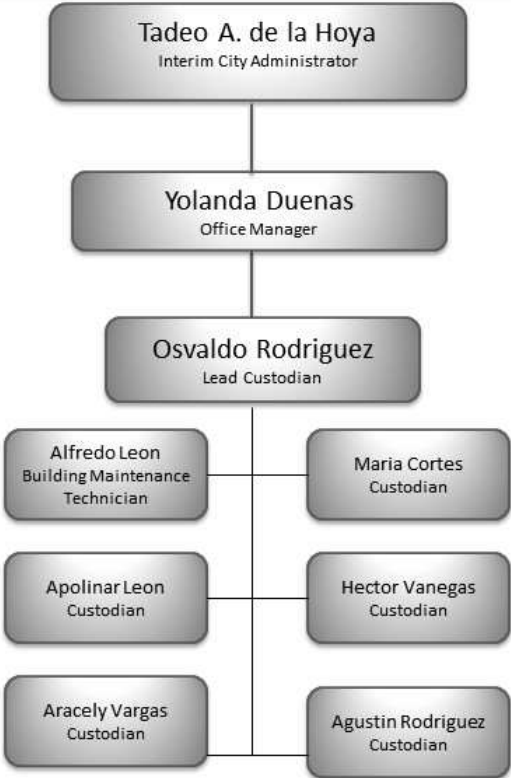 Tadeo A. de la Hoya
Interim City Administrator
Yolanda Duenas
Office Manager
Osvaldo Rodriguez
Lead Custodian
Alfredo Leon
Building Maintenance
Technician
Maria Cortes
Custodian
Apolinar Leon
Custodian
Hector Vanegas
Custodian
Aracely Vargas
Custodian
Agustin Rodriguez
Custodian